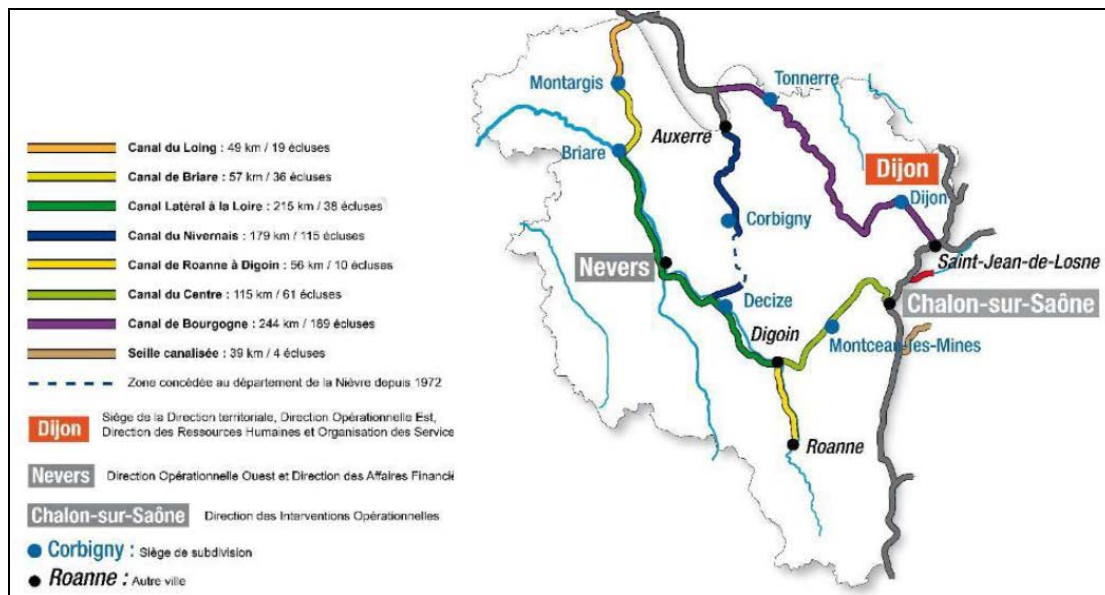 Canal du Loing : 49 km / 19 écluses
Canal de Briare : 57 km / 36 écluses
Canal Latéral à la Loire : 215 km / 38 écluses
Canal du Nivernais : 179 km / 115 écluses
Canal de Roanne à Digoin : 56 km / 10 écluses
Canal du Centre : 115 km / 61 écluses
Canal de Bourgogne : 244 km / 189 écluses
Seille canalisée : 39 km / 4 écluses
Zone concédée au département de la Nièvre depuis 1972
Dijon
Siège de la Direction territoriale, Direction Opérationnelle Est,
Direction des Ressources Humaines et Organisation des Service
Nevers
Direction Opérationnelle Ouest et Direction des Affaires Financi
Chalon-sur-Saône
Direction des Interventions Opérationnelles
Corbigny : Siège de subdivision
Roanne : Autre ville
Montargis
Tonnerre
Auxerre
Briare
Dijon
Dijon
Corbigny
Saint-Jean-de-Losne
Nevers
Decize
Chalon-sur-Saône
Digoin
Montceau-les-Mines
Roanne